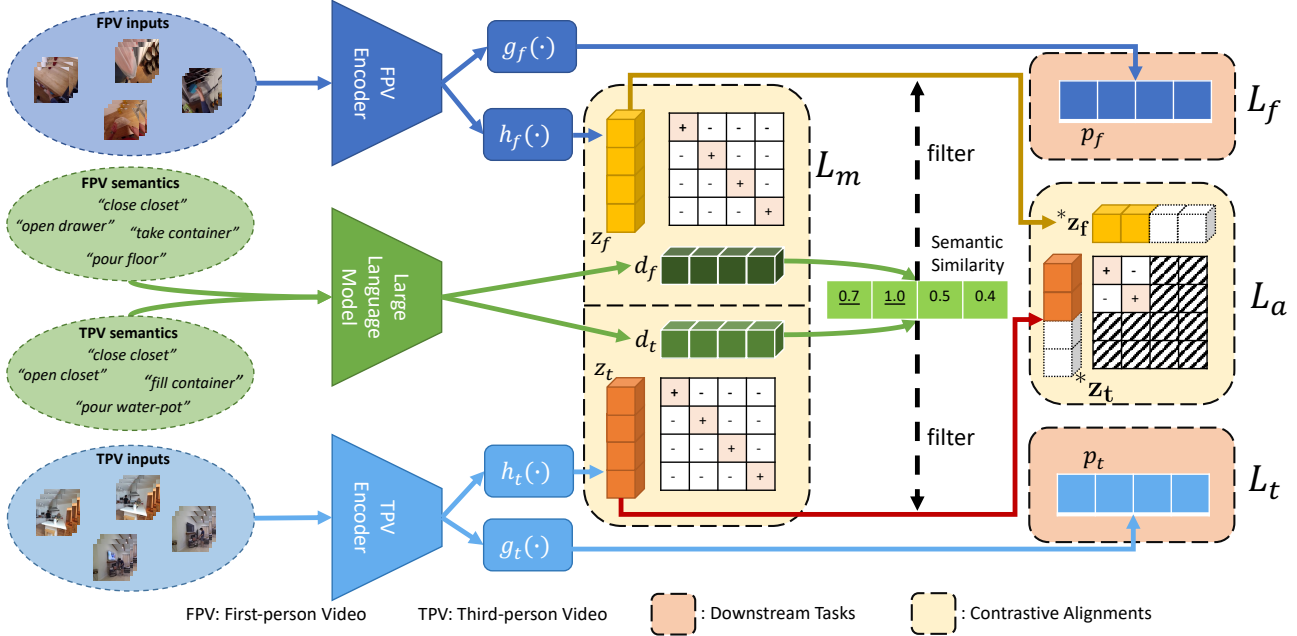 FPV inputs
FPV
Encoder
g_f(·)
h_f(·)
p_f
L_f
FPV semantics
“close closet”
“open drawer”
“take container”
“pour floor”
Large
Language
Model
TPV semantics
“close closet”
“open closet”
“fill container”
“pour water-pot”
TPV inputs
TPV
Encoder
h_t(·)
g_t(·)
+ - - -
- + - -
- - + -
- - - +
z_f
L_m
d_f
d_t
z_t
+ - - -
- + - -
- - + -
- - - +
filter
Semantic
Similarity
0.7 1.0 0.5 0.4
filter
*z_f
+ -
- +
*z_t
L_a
p_t
L_t
FPV: First-person Video
TPV: Third-person Video
: Downstream Tasks
: Contrastive Alignments